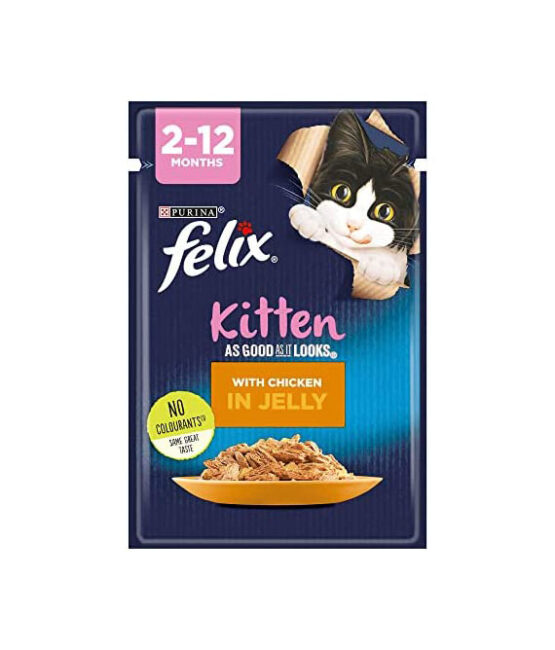 2-12
MONTHS
PURINA®
felix®
Kitten
AS GOOD AS IT LOOKS
WITH CHICKEN
IN JELLY
NO
COLOURANTS
SAME GREAT
TASTE